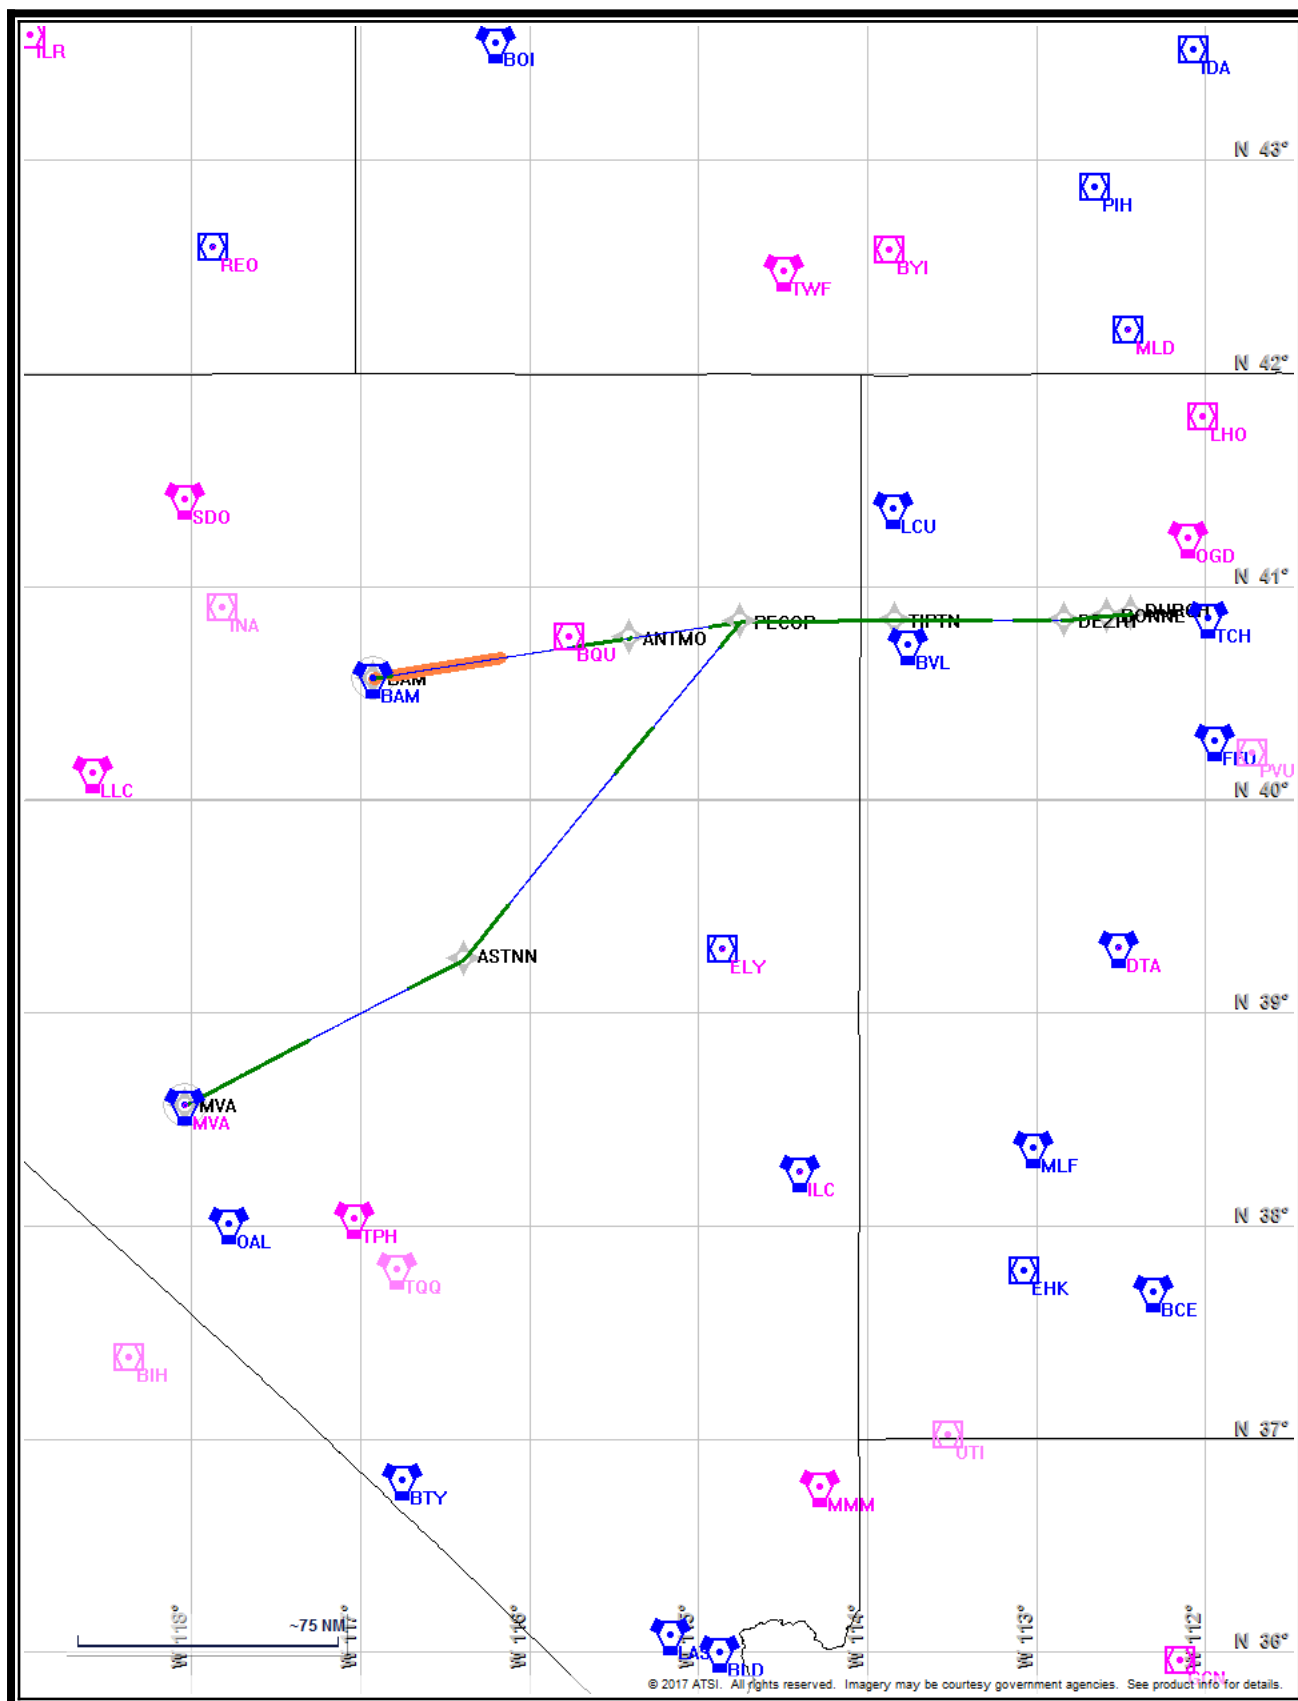 ILR
BOI
IDA
N 43°
PIH
REO
BYI
TWF
MLD
N 42°
LHO
SDO
LCU
OGD
N 41°
INA
DURCH
BONNE
PECOP
TIPTN
DEZRT
TCH
ANTMO
BQU
BVL
BAM
BAM
FFU
PVU
LLC
N 40°
ASTNN
ELY
DTA
N 39°
MVA
MVA
MLF
ILC
N 38°
OAL
TPH
TQQ
EHK
BCE
BIH
N 37°
UTI
BTY
MMM
~75 NM
W 118°
W 117°
W 116°
W 115°
W 114°
W 113°
W 112°
N 36°
LAS
BLD
GCN
© 2017 ATSI. All rights reserved. Imagery may be courtesy government agencies. See product info for details.